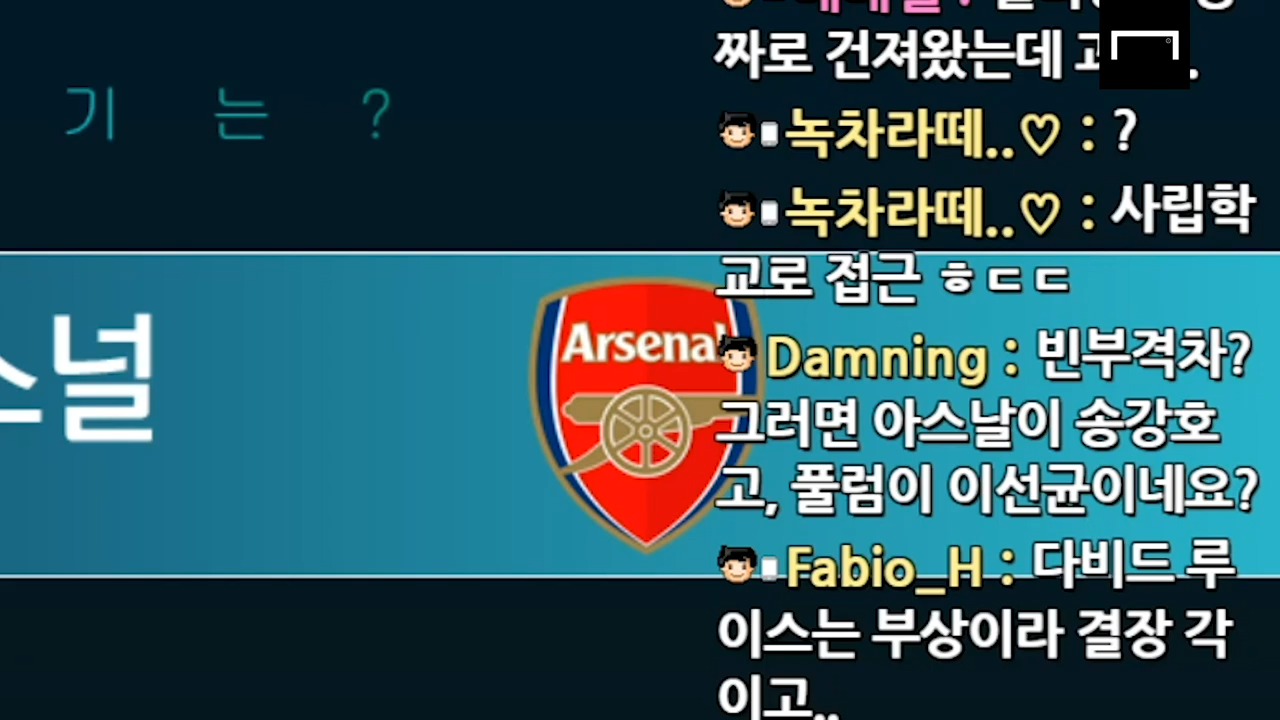 기 는 ?
널
Arsenal
짜로 건져왔는데
녹차라떼..♡ : ?
녹차라떼..♡ : 사립학
교로 접근 ㅎㄷㄷ
Damning : 빈부격차?
그러면 아스날이 송강호
고, 풀럼이 이선균이네요?
Fabio_H : 다비드 루
이스는 부상이라 결장 각
이고..